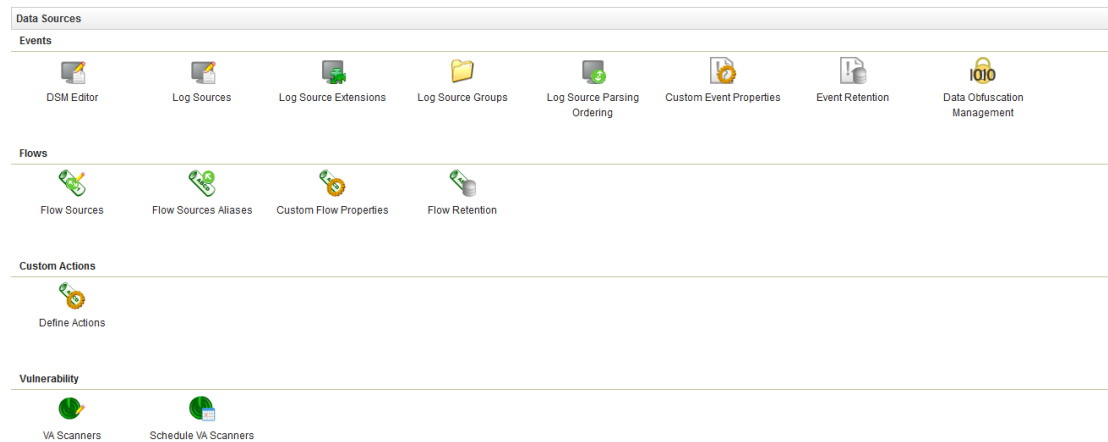 Data Sources
Events
DSM Editor
Log Sources
Log Source Extensions
Log Source Groups
Log Source Parsing
Ordering
Custom Event Properties
Event Retention
1010
Data Obfuscation
Management
Flows
Flow Sources
Flow Sources Aliases
Custom Flow Properties
Flow Retention
Custom Actions
Define Actions
Vulnerability
VA Scanners
Schedule VA Scanners